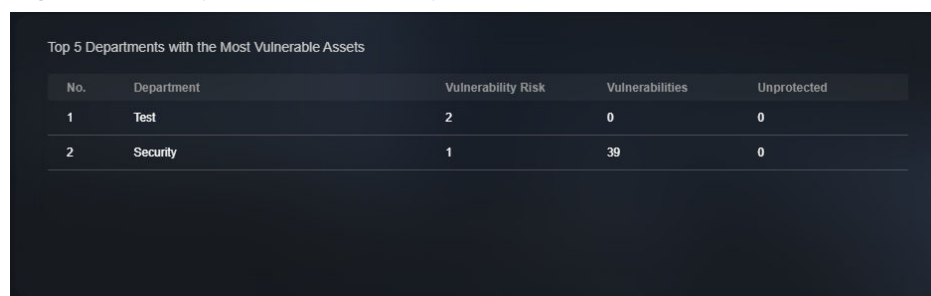 Top 5 Departments with the Most Vulnerable Assets
No. Department Vulnerability Risk Vulnerabilities Unprotected
1 Test 2 0 0
2 Security 1 39 0